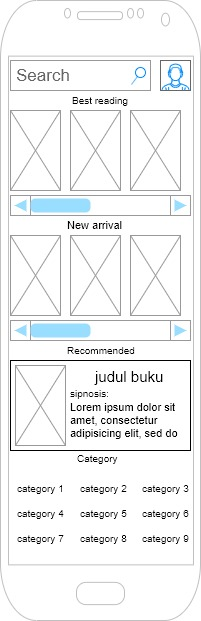 Search
Best reading
New arrival
Recommended
judul buku
sipnosis:
Lorem ipsum dolor sit
amet, consectetur
adipisicing elit, sed do
Category
category 1 category 2 category 3
category 4 category 5 category 6
category 7 category 8 category 9